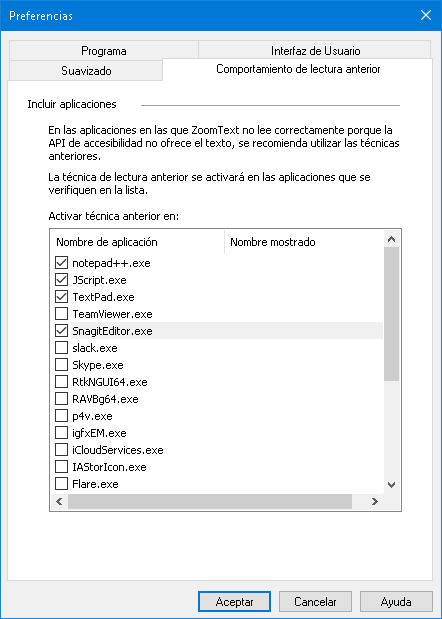 Preferencias
Programa
Interfaz de Usuario
Suavizado
Comportamiento de lectura anterior
Incluir aplicaciones
En las aplicaciones en las que ZoomText no lee correctamente porque la
API de accesibilidad no ofrece el texto, se recomienda utilizar las técnicas
anteriores.
La técnica de lectura anterior se activará en las aplicaciones que se
verifiquen en la lista.
Activar técnica anterior en:
Nombre de aplicación Nombre mostrado
notepad++.exe
JScript.exe
TextPad.exe
TeamViewer.exe
SnagitEditor.exe
slack.exe
Skype.exe
RtkNGUI64.exe
RAVBg64.exe
p4v.exe
igfxEM.exe
iCloudServices.exe
IAStorIcon.exe
Flare.exe
Aceptar Cancelar Ayuda